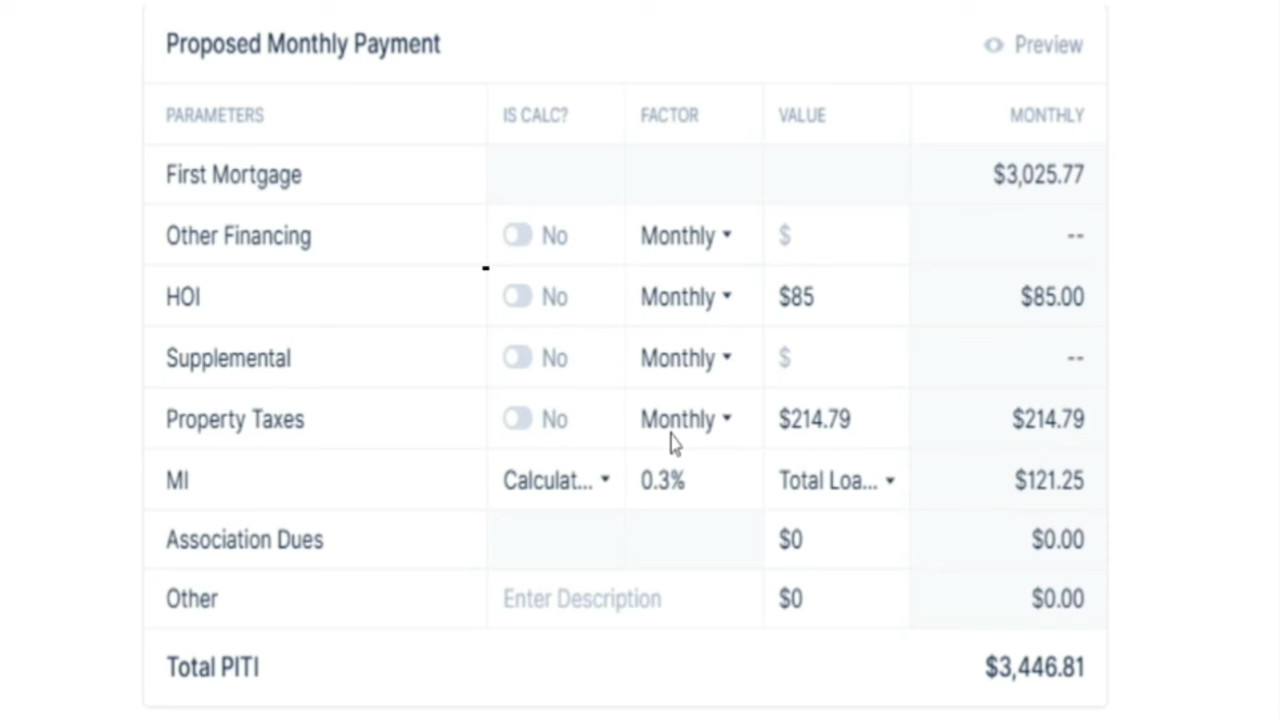 Proposed Monthly Payment Preview
PARAMETERS IS CALC? FACTOR VALUE MONTHLY
First Mortgage $3,025.77
Other Financing No Monthly $ --
HOI No Monthly $85 $85.00
Supplemental No Monthly $ --
Property Taxes No Monthly $214.79 $214.79
MI Calculat... 0.3% Total Loa... $121.25
Association Dues $0 $0.00
Other Enter Description $0 $0.00
Total PITI $3,446.81